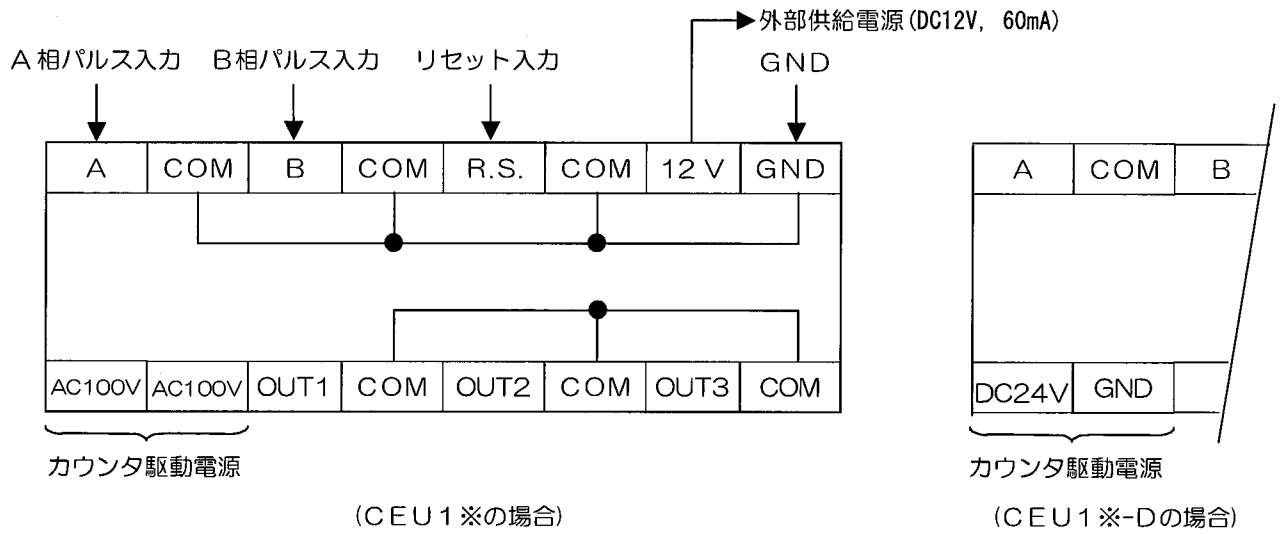 外部供給電源(DC12V, 60mA)
A相パルス入力 B相パルス入力 リセット入力 GND
A COM B COM R.S. COM 12V GND
A COM B
AC100V AC100V OUT1 COM OUT2 COM OUT3 COM
DC24V GND
カウンタ駆動電源
カウンタ駆動電源
(CEU1※の場合)
(CEU1※-Dの場合)